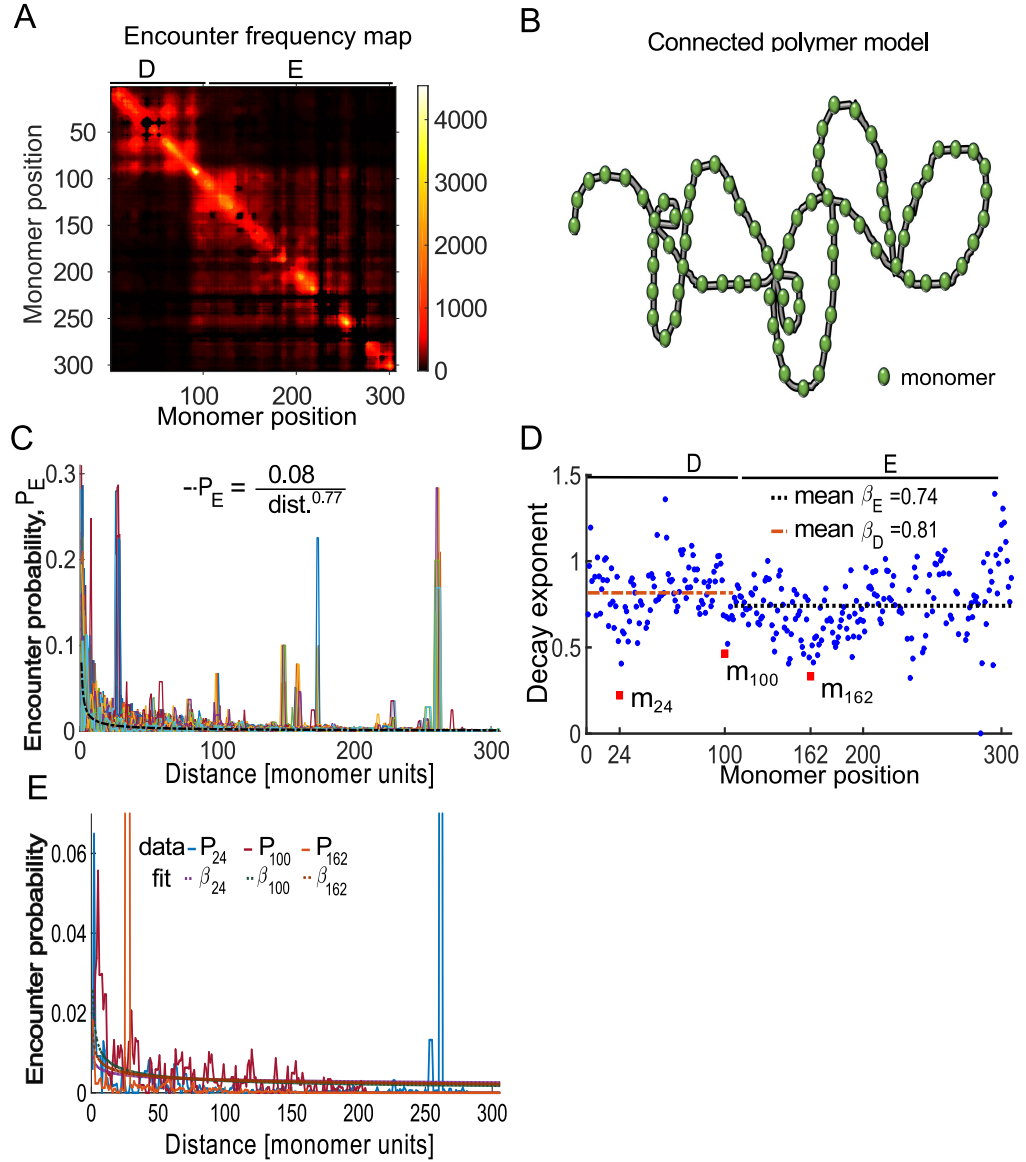 A
Encounter frequency map
D E
50
100
150
200
250
300
Monomer position
100 200 300
Monomer position
4000
3000
2000
1000
0
B
Connected polymer model
monomer
C
0.3
0.2
0.1
0
Encounter probability, P_E
--P_E = 0.08 / dist.^0.77
0 100 200 300
Distance [monomer units]
D
D E
1.5
1
0.5
0
Decay exponent
mean β_E =0.74
mean β_D =0.81
m_24
m_100
m_162
0 24 100 162 200 300
Monomer position
E
0.06
0.04
0.02
0
Encounter probability
data P_24 P_100 P_162
fit β_24 β_100 β_162
0 50 100 150 200 250 300
Distance [monomer units]